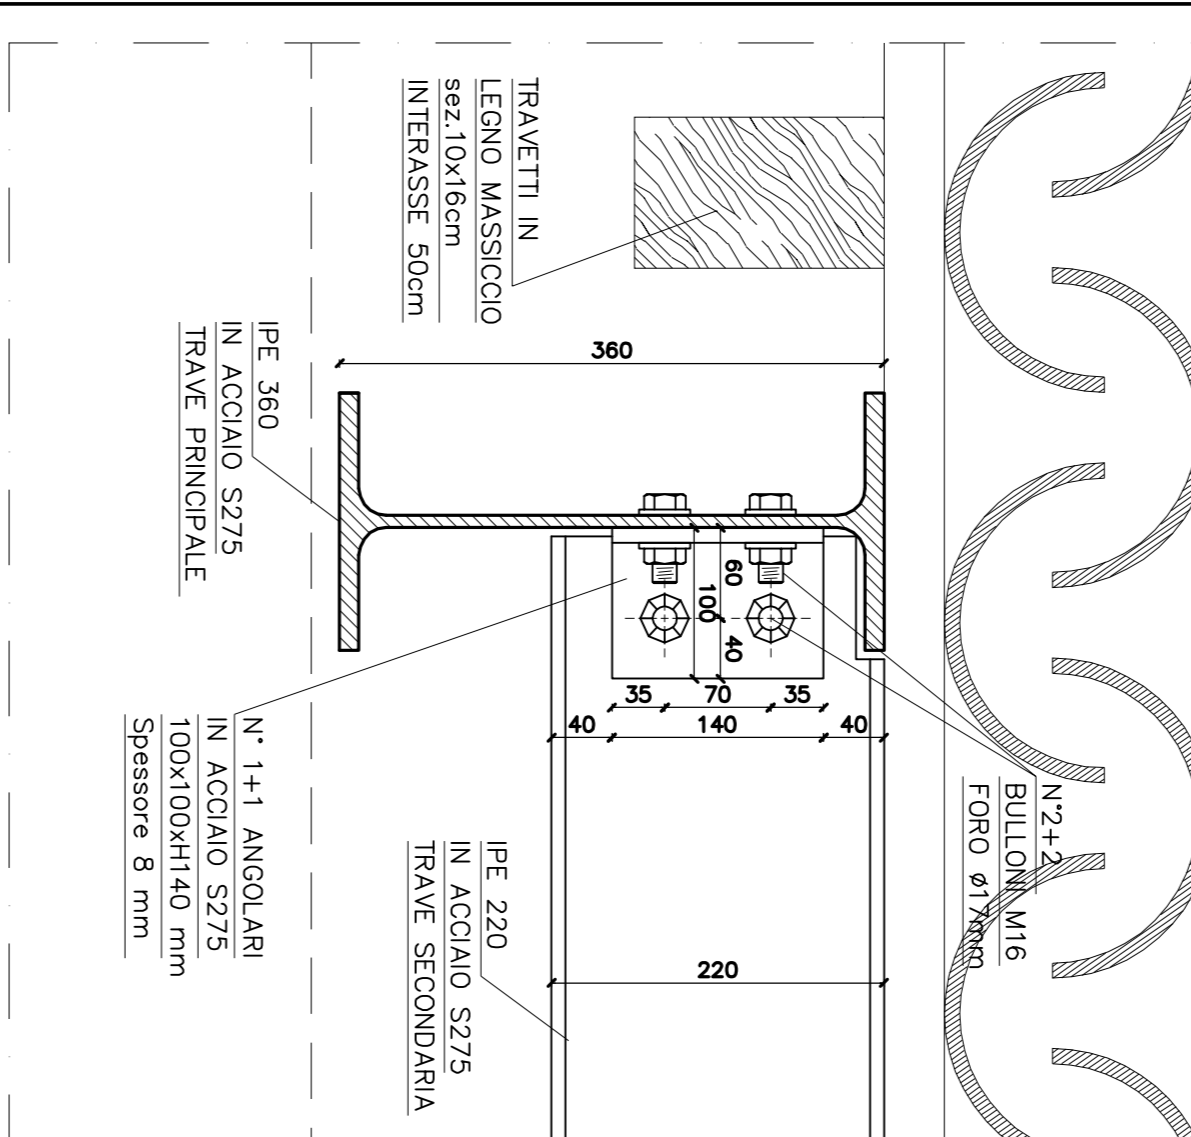 TRAVETTI IN
LEGNO MASSICCIO
sez.10x16cm
INTERASSE 50cm
360
IPE 360
IN ACCIAIO S275
TRAVE PRINCIPALE
60
100
40
35
70
35
40
140
40
N°2+2
BULLONI M16
FORO ø17mm
N° 1+1 ANGOLARI
IN ACCIAIO S275
100x100xH140 mm
Spessore 8 mm
IPE 220
IN ACCIAIO S275
TRAVE SECONDARIA
220